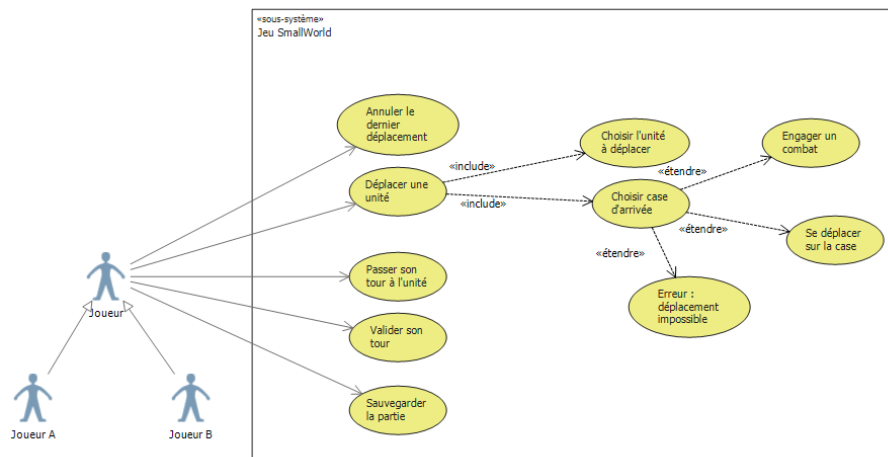 «sous-système»
Jeu SmallWorld
Annuler le
dernier
déplacement
Choisir l'unité
à déplacer
Engager un
combat
«include»
«étendre»
Déplacer une
unité
«include»
Choisir case
d'arrivée
«étendre»
Se déplacer
sur la case
«étendre»
Passer son
tour à l'unité
Erreur :
déplacement
impossible
Joueur
Valider son
tour
Sauvegarder
la partie
Joueur A
Joueur B